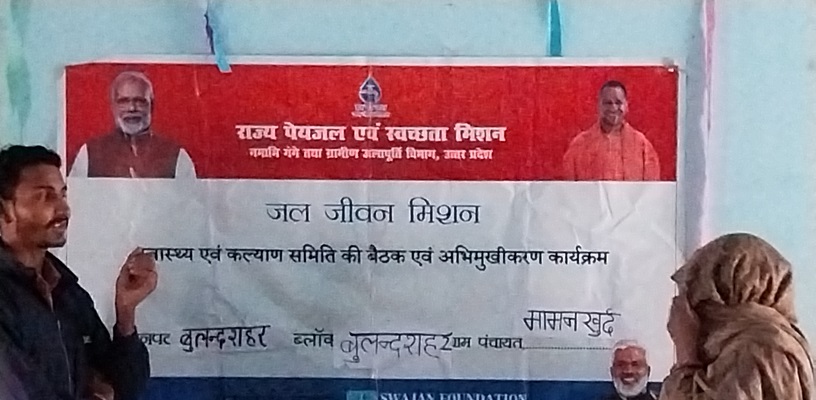 राज्य पेयजल एवं स्वच्छता मिशन
नमामि गंगे तथा ग्रामीण जलापूर्ति विभाग, उत्तर प्रदेश
जल जीवन मिशन
स्वास्थ्य एवं कल्याण समिति की बैठक एवं अभिमुखीकरण कार्यक्रम
जनपद बुलन्दशहर ब्लॉक बुलन्दशहर ग्राम पंचायत मामन खुर्द
SWAJAN FOUNDATION